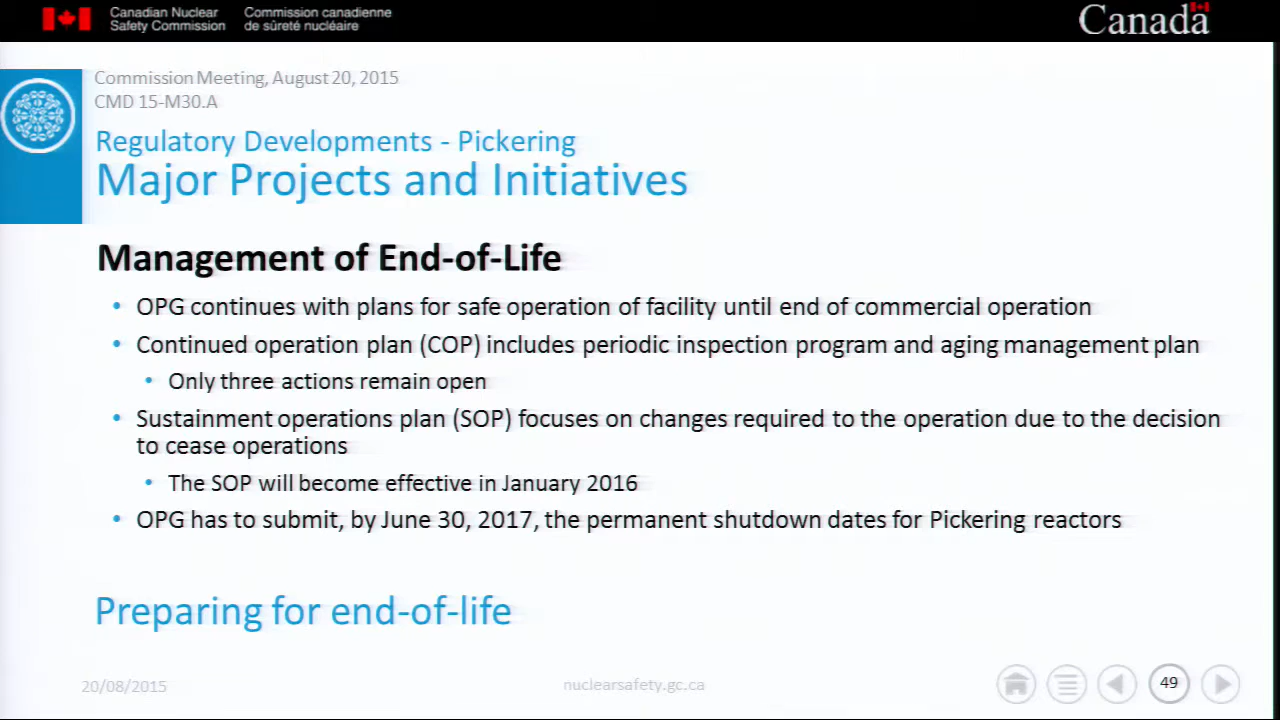 Canadian Nuclear
Safety Commission
Commission canadienne
de sûreté nucléaire
Canada
Commission Meeting, August 20, 2015
CMD 15-M30.A
Regulatory Developments - Pickering
Major Projects and Initiatives
Management of End-of-Life
• OPG continues with plans for safe operation of facility until end of commercial operation
• Continued operation plan (COP) includes periodic inspection program and aging management plan
• Only three actions remain open
• Sustainment operations plan (SOP) focuses on changes required to the operation due to the decision
to cease operations
• The SOP will become effective in January 2016
• OPG has to submit, by June 30, 2017, the permanent shutdown dates for Pickering reactors
Preparing for end-of-life
20/08/2015
nuclearsafety.gc.ca
49